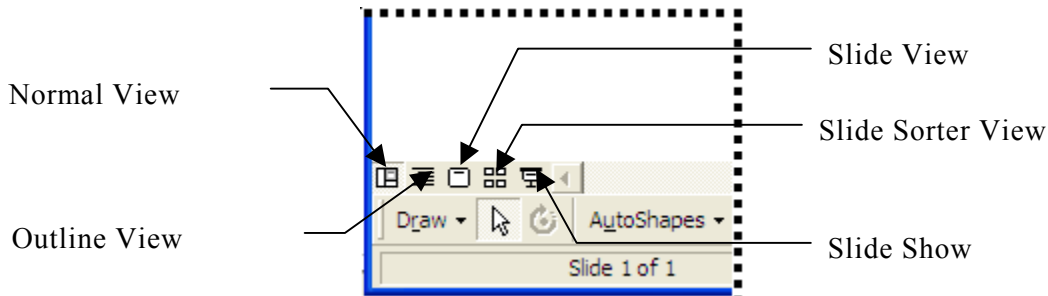 Slide View
Normal View
Slide Sorter View
Draw
AutoShapes
Outline View
Slide Show
Slide 1 of 1